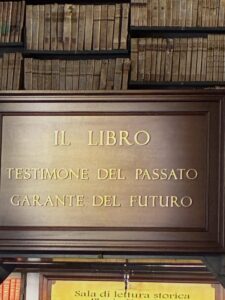 IL LIBRO
TESTIMONE DEL PASSATO
GARANTE DEL FUTURO
Sala di lettura storica